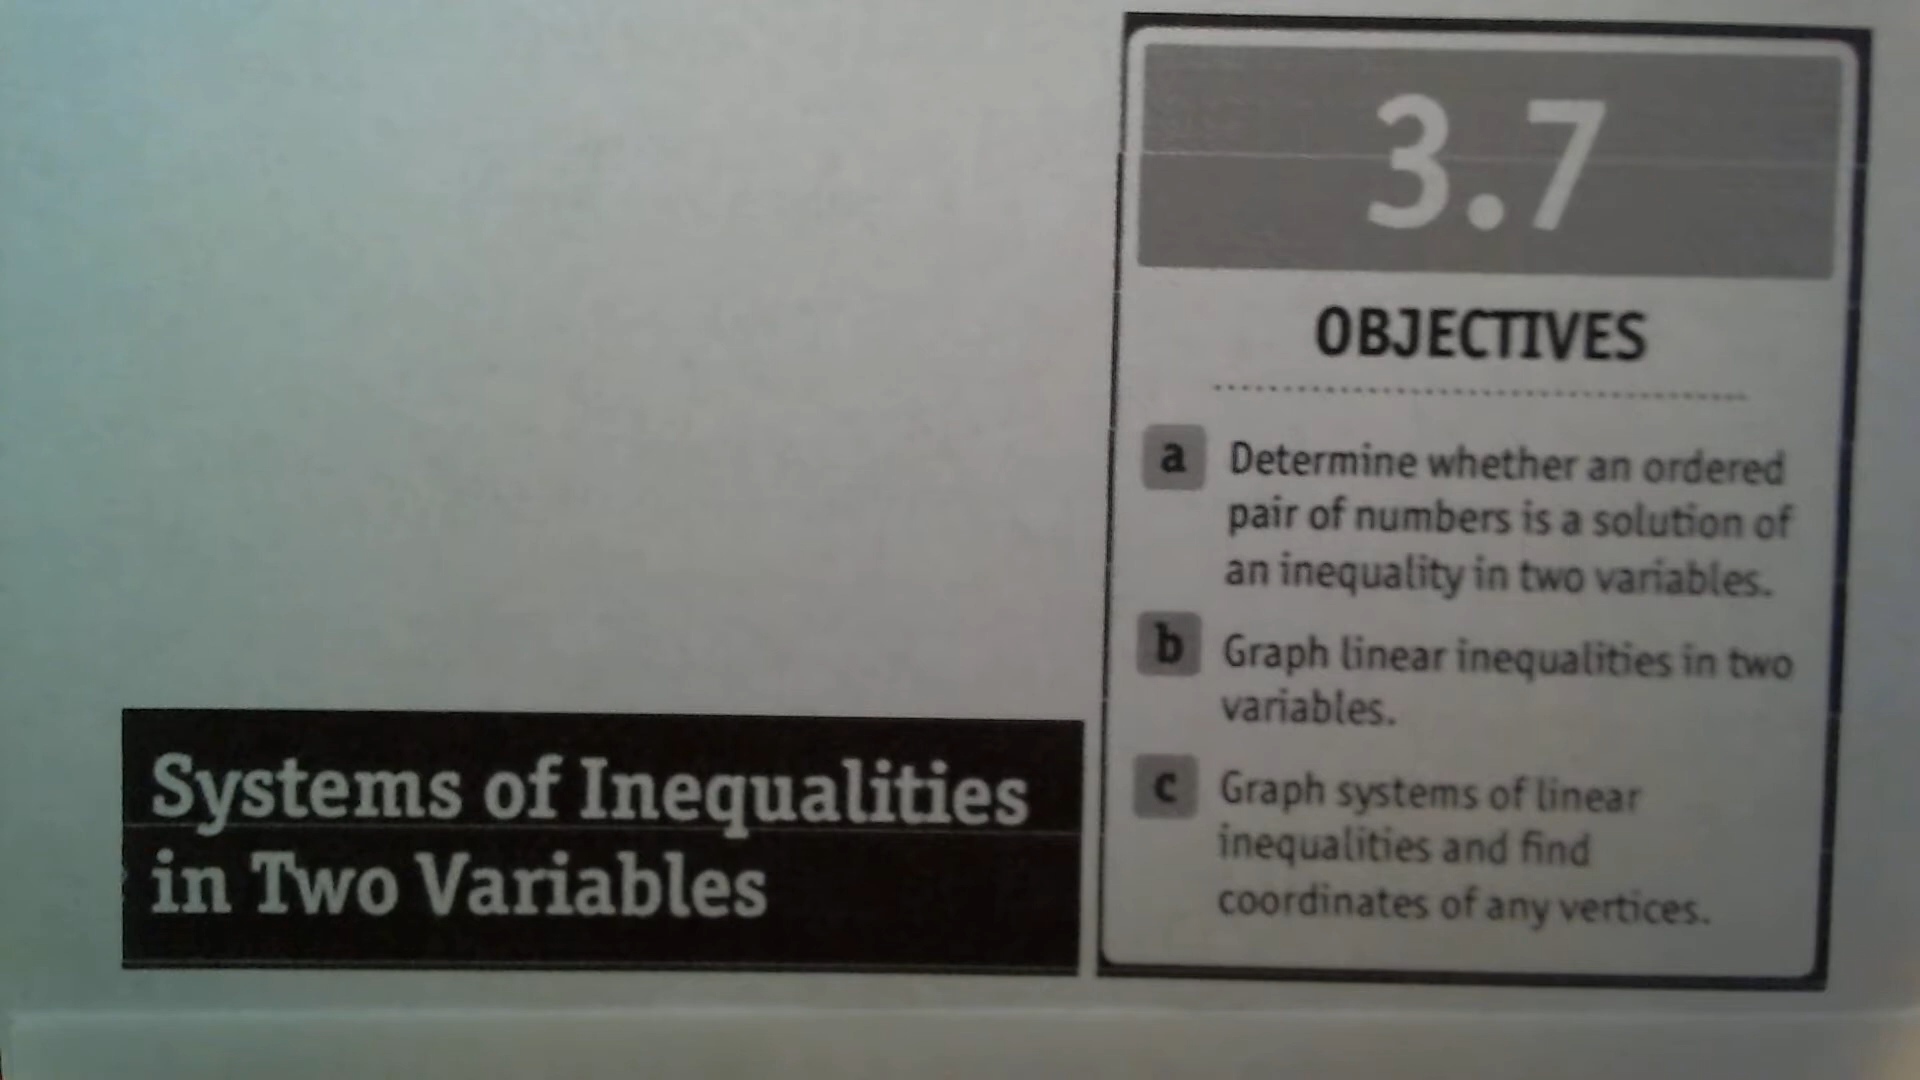 3.7
OBJECTIVES
a Determine whether an ordered
pair of numbers is a solution of
an inequality in two variables.
b Graph linear inequalities in two
variables.
c Graph systems of linear
inequalities and find
coordinates of any vertices.
Systems of Inequalities
in Two Variables